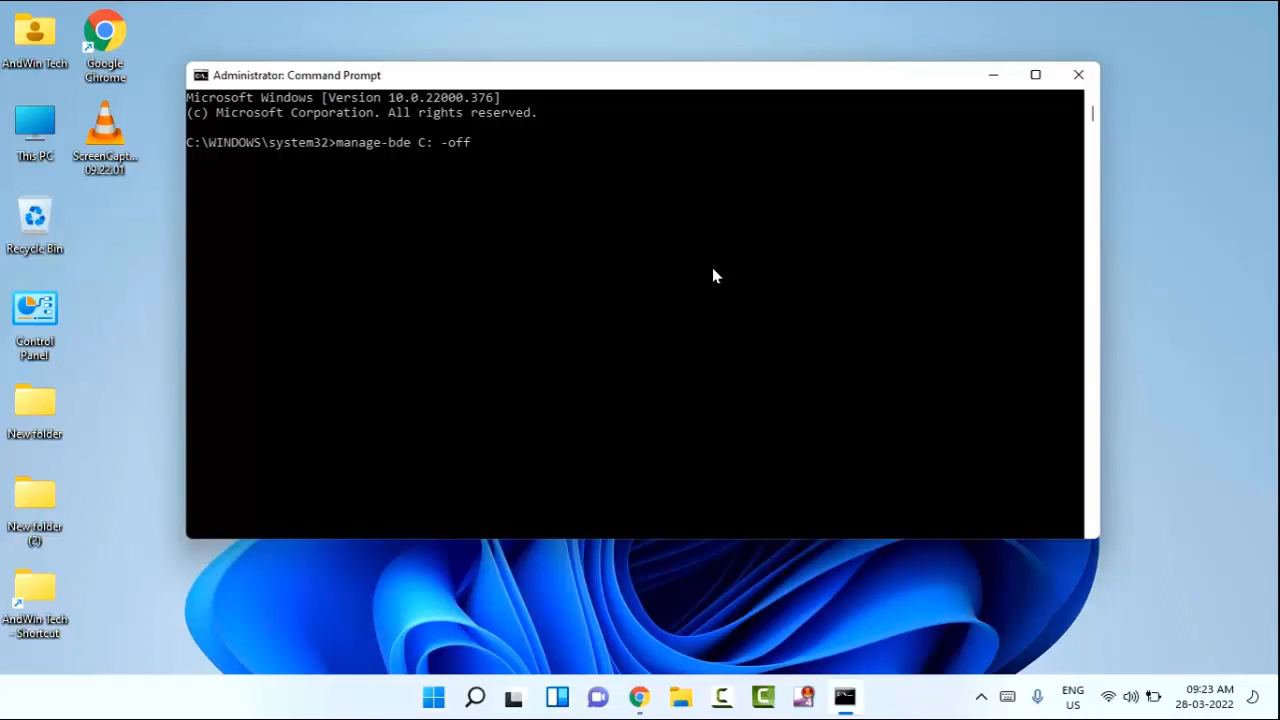 AndWin Tech
Google
Chrome
This PC
ScreenCapt...
09.22.01
Recycle Bin
Control
Panel
New folder
New folder
(2)
AndWin Tech
- Shortcut
Administrator: Command Prompt
Microsoft Windows [Version 10.0.22000.376]
(c) Microsoft Corporation. All rights reserved.
C:\WINDOWS\system32>manage-bde C: -off
ENG
US
09:23 AM
28-03-2022